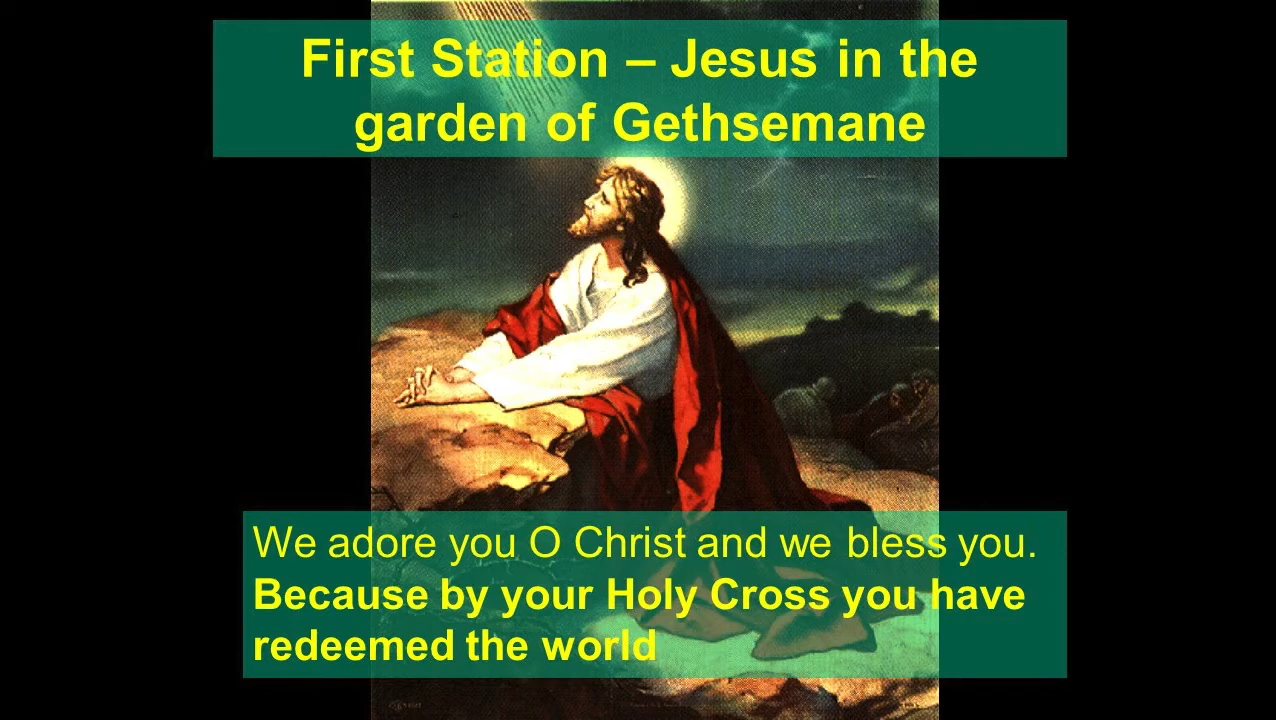 First Station – Jesus in the
garden of Gethsemane
We adore you O Christ and we bless you.
Because by your Holy Cross you have
redeemed the world